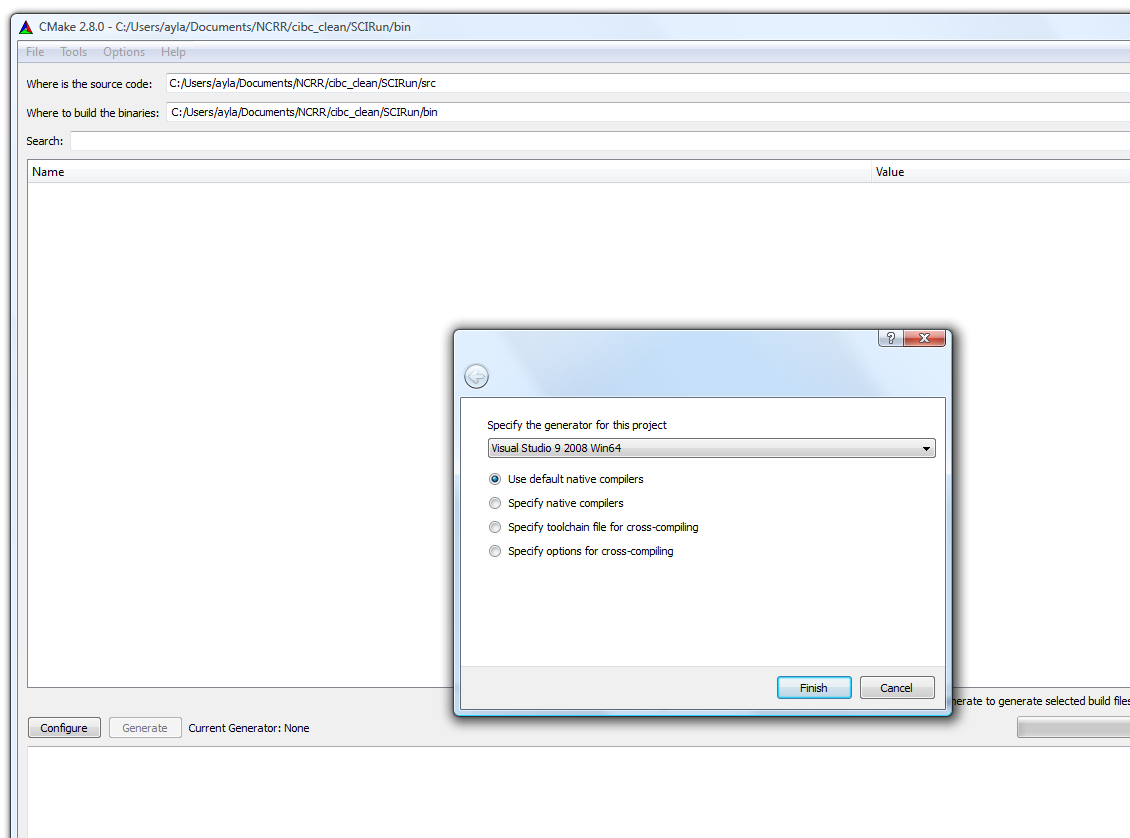 CMake 2.8.0 - C:/Users/ayla/Documents/NCRR/cibc_clean/SCIRun/bin
File Tools Options Help
Where is the source code: C:/Users/ayla/Documents/NCRR/cibc_clean/SCIRun/src
Where to build the binaries: C:/Users/ayla/Documents/NCRR/cibc_clean/SCIRun/bin
Search:
Name Value
?
Specify the generator for this project
Visual Studio 9 2008 Win64
Use default native compilers
Specify native compilers
Specify toolchain file for cross-compiling
Specify options for cross-compiling
Finish Cancel
to generate selected build files
Configure Generate Current Generator: None